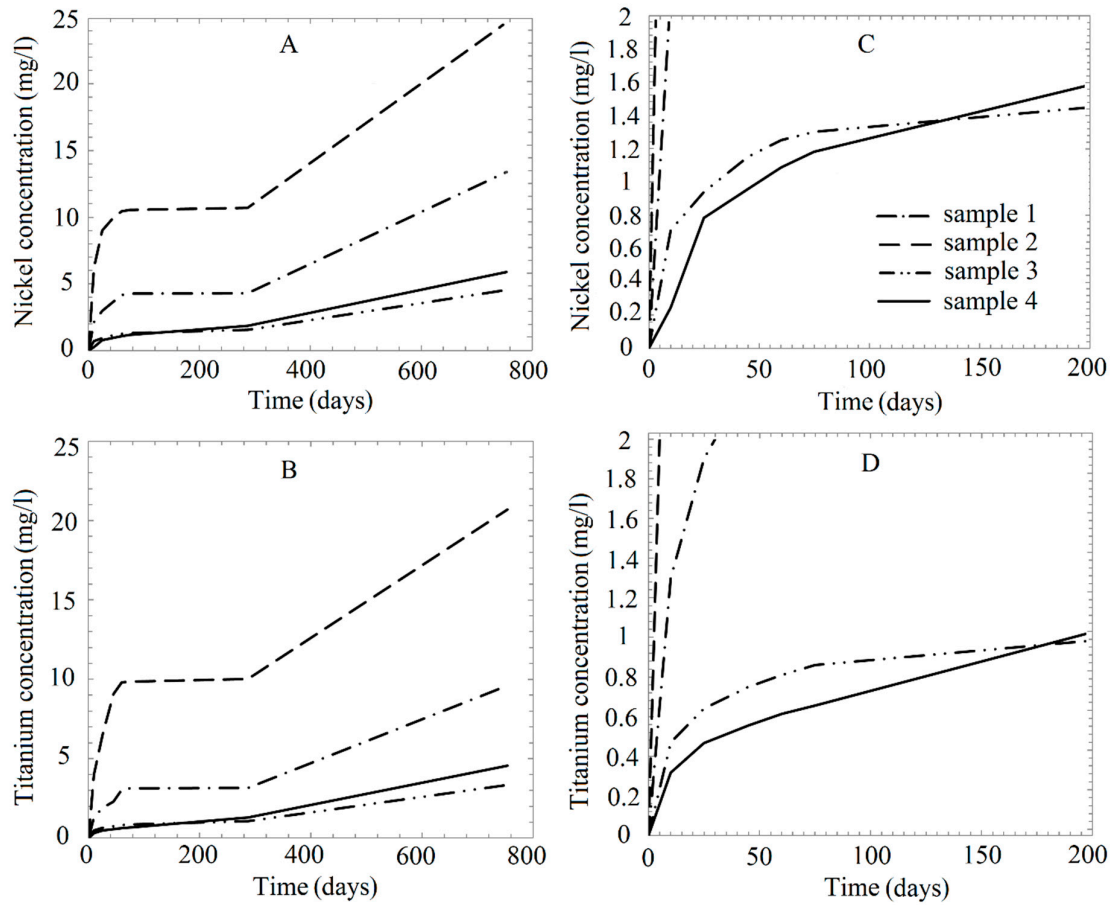 A
Nickel concentration (mg/l)
25
20
15
10
5
0
0 200 400 600 800
Time (days)
C
Nickel concentration (mg/l)
2
1.8
1.6
1.4
1.2
1
0.8
0.6
0.4
0.2
0
0 50 100 150 200
Time (days)
sample 1
sample 2
sample 3
sample 4
B
Titanium concentration (mg/l)
25
20
15
10
5
0
0 200 400 600 800
Time (days)
D
Titanium concentration (mg/l)
2
1.8
1.6
1.4
1.2
1
0.8
0.6
0.4
0.2
0
0 50 100 150 200
Time (days)